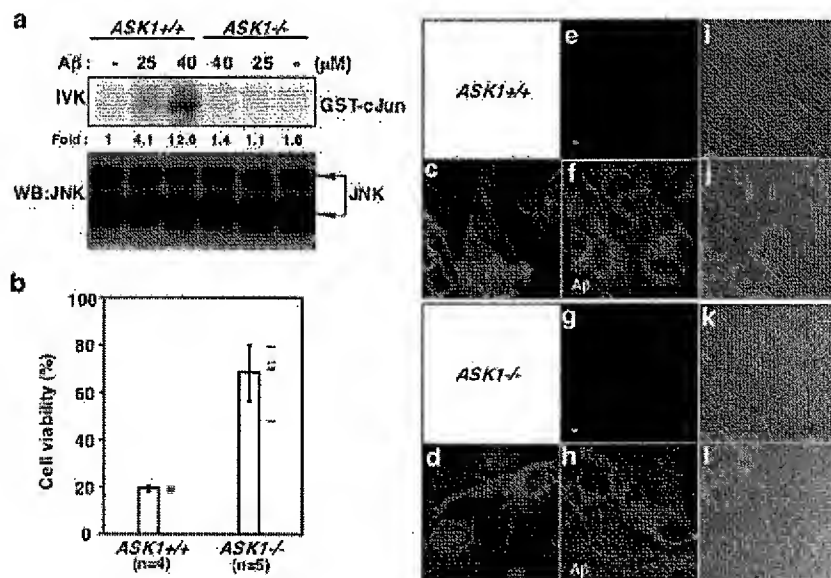 a
ASK1+/+ ASK1-/-
Aβ : - 25 40 40 25 - (μM)
IVK GST-cJun
Fold : 1 4.1 12.0 1.4 1.1 1.0
WB:JNK JNK
b
100
80
60
40
20
0
Cell viability (%)
ASK1+/+ ASK1-/-
(n=4) (n=5)
ASK1+/+ e i
c f j
Aβ
ASK1-/- g k
d h l
Aβ